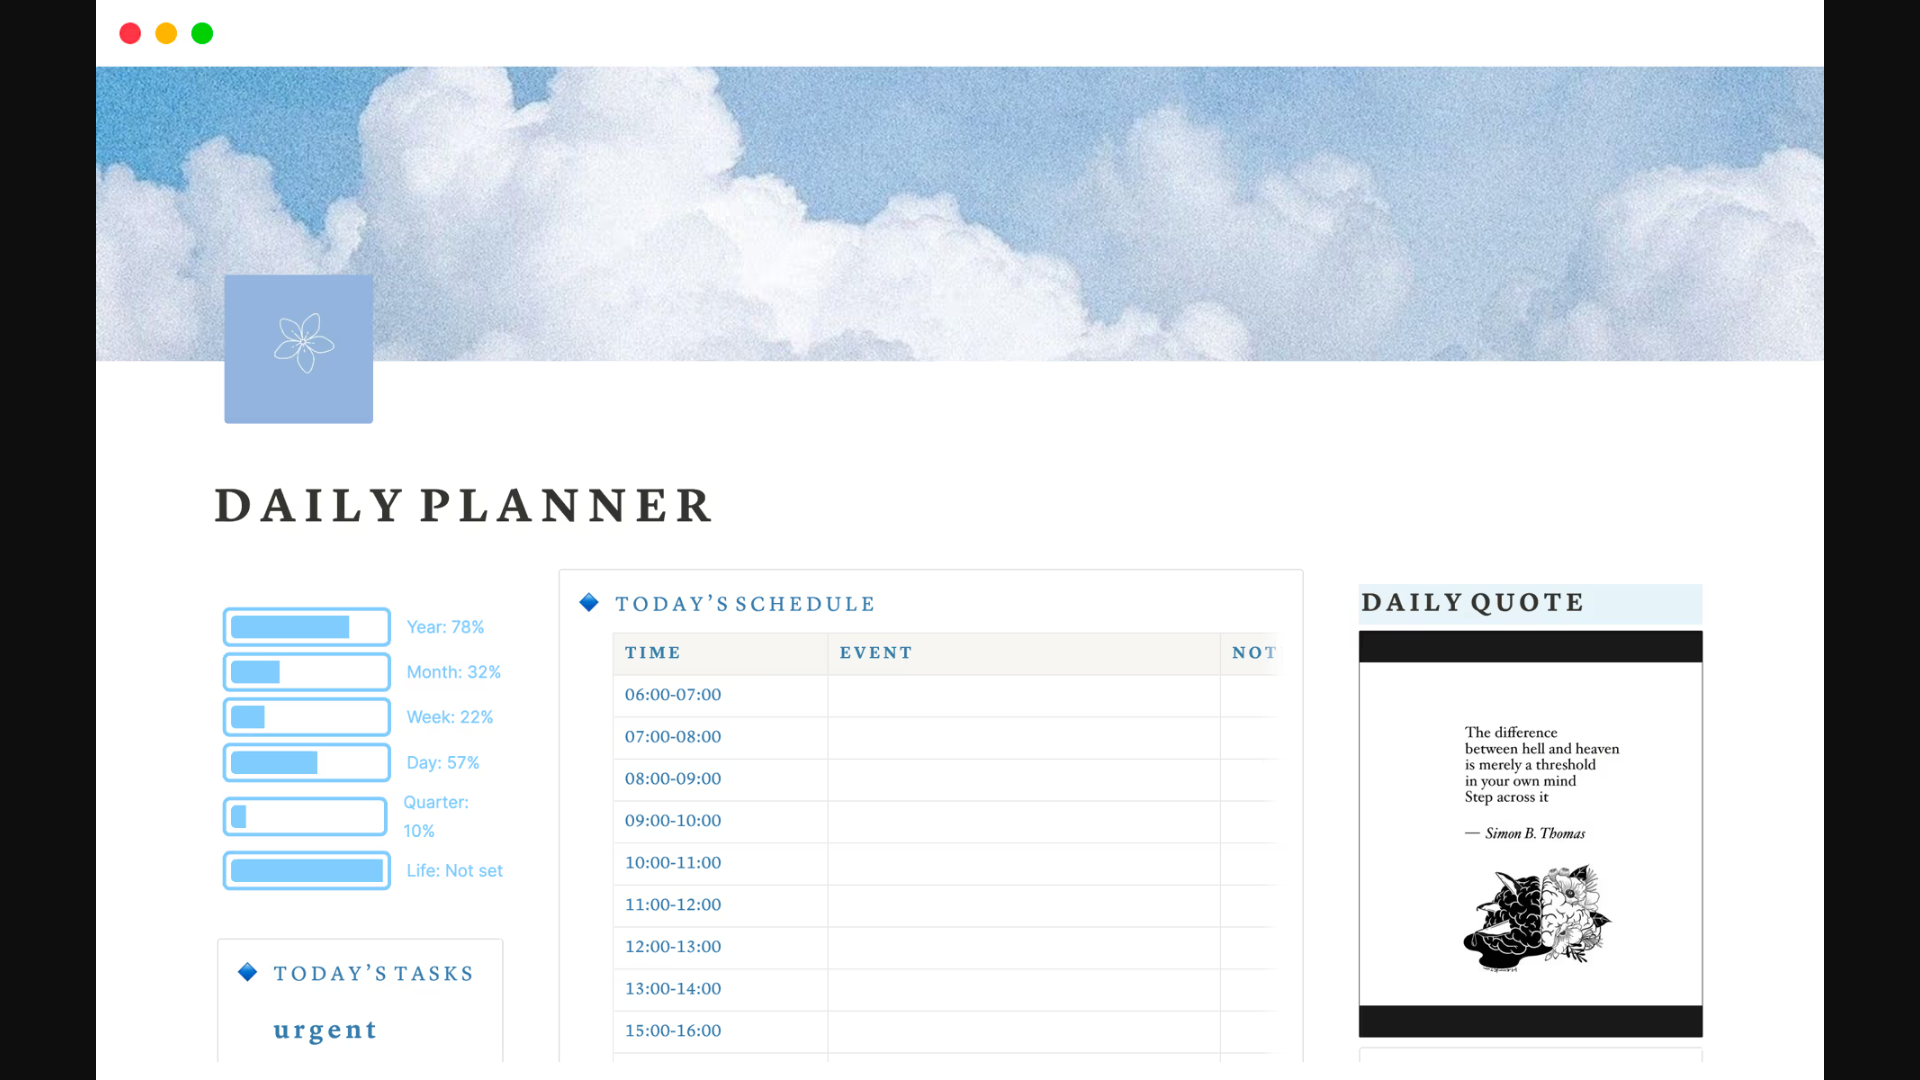 DAILY PLANNER
Year: 78%
Month: 32%
Week: 22%
Day: 57%
Quarter:
10%
Life: Not set
TODAY’S TASKS
urgent
TODAY’S SCHEDULE
TIME EVENT NOT
06:00-07:00
07:00-08:00
08:00-09:00
09:00-10:00
10:00-11:00
11:00-12:00
12:00-13:00
13:00-14:00
15:00-16:00
DAILY QUOTE
The difference
between hell and heaven
is merely a threshold
in your own mind
Step across it
— Simon B. Thomas